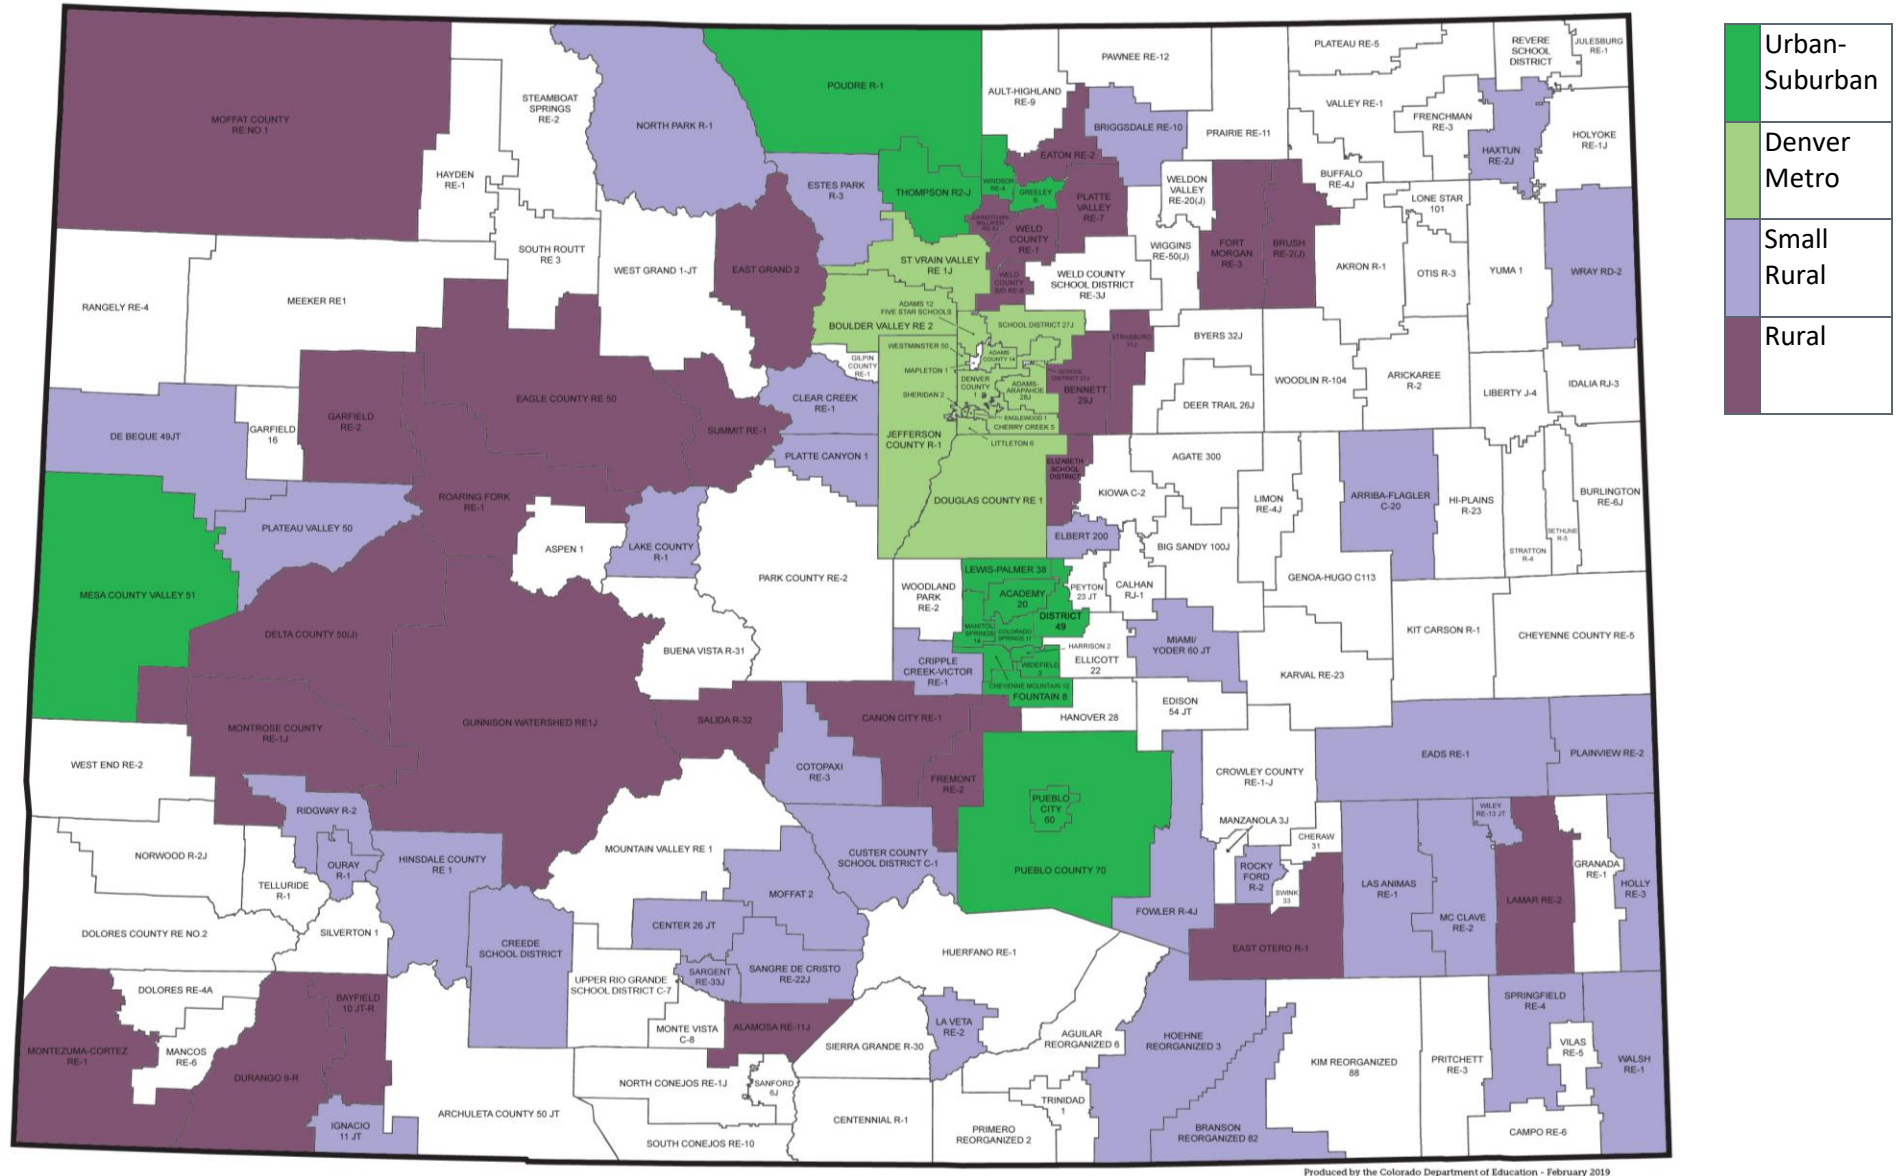 Urban-
Suburban
Denver
Metro
Small
Rural
Rural
MOFFAT COUNTY
RE:NO 1
HAYDEN
RE-1
STEAMBOAT
SPRINGS
RE-2
NORTH PARK R-1
POUDRE R-1
AULT-HIGHLAND
RE-9
PAWNEE RE-12
PLATEAU RE-5
REVERE
SCHOOL
DISTRICT
JULESBURG
RE-1
VALLEY RE-1
FRENCHMAN
RE-3
HAXTUN
RE-2J
HOLYOKE
RE-1J
BRIGGSDALE RE-10
PRAIRIE RE-11
EATON RE-2
ESTES PARK
R-3
THOMPSON R2-J
WINDSOR
RE-4
GREELEY
6
PLATTE
VALLEY
RE-7
WELDON
VALLEY
RE-20(J)
BUFFALO
RE-4J
LONE STAR
101
SOUTH ROUTT
RE 3
WEST GRAND 1-JT
EAST GRAND 2
ST VRAIN VALLEY
RE 1J
WELD
COUNTY
RE-1
WELD
COUNTY
S/D RE-8
WELD COUNTY
SCHOOL DISTRICT
RE-3J
WIGGINS
RE-50(J)
FORT
MORGAN
RE-3
BRUSH
RE-2(J)
AKRON R-1
OTIS R-3
YUMA 1
WRAY RD-2
RANGELY RE-4
MEEKER RE1
ADAMS 12
FIVE STAR SCHOOLS
BOULDER VALLEY RE 2
SCHOOL DISTRICT 27J
STRASBURG
31J
BYERS 32J
WESTMINSTER 50
ADAMS
COUNTY 14
MAPLETON 1
SCHOOL
DISTRICT 27J
GILPIN
COUNTY
RE-1
DENVER
COUNTY
1
ADAMS-
ARAPAHOE
28J
SHERIDAN 2
BENNETT
29J
ENGLEWOOD 1
CHERRY CREEK 5
LITTLETON 6
DEER TRAIL 26J
WOODLIN R-104
ARICKAREE
R-2
LIBERTY J-4
IDALIA RJ-3
DE BEQUE 49JT
GARFIELD
16
GARFIELD
RE-2
EAGLE COUNTY RE 50
SUMMIT RE-1
CLEAR CREEK
RE-1
PLATTE CANYON 1
JEFFERSON
COUNTY R-1
DOUGLAS COUNTY RE 1
ELIZABETH
SCHOOL
DISTRICT
KIOWA C-2
AGATE 300
LIMON
RE-4J
ARRIBA-FLAGLER
C-20
HI-PLAINS
R-23
STRATTON
R-4
BETHUNE
R-5
BURLINGTON
RE-6J
PLATEAU VALLEY 50
ROARING FORK
RE-1
ASPEN 1
LAKE COUNTY
R-1
PARK COUNTY RE-2
ELBERT 200
BIG SANDY 100J
GENOA-HUGO C113
MESA COUNTY VALLEY 51
DELTA COUNTY 50(J)
WOODLAND
PARK
RE-2
LEWIS-PALMER 38
ACADEMY
20
PEYTON
23 JT
CALHAN
RJ-1
DISTRICT
49
MANITOU
SPRINGS
14
COLORADO
SPRINGS 11
HARRISON 2
WIDEFIELD
3
ELLICOTT
22
CHEYENNE MOUNTAIN 12
FOUNTAIN 8
MIAMI/
YODER 60 JT
KIT CARSON R-1
CHEYENNE COUNTY RE-5
BUENA VISTA R-31
CRIPPLE
CREEK-VICTOR
RE-1
KARVAL RE-23
MONTROSE COUNTY
RE-1J
GUNNISON WATERSHED RE1J
SALIDA R-32
CANON CITY RE-1
HANOVER 28
EDISON
54 JT
WEST END RE-2
COTOPAXI
RE-3
FREMONT
RE-2
PUEBLO
CITY
60
PUEBLO COUNTY 70
CROWLEY COUNTY
RE-1-J
EADS RE-1
PLAINVIEW RE-2
RIDGWAY R-2
OURAY
R-1
NORWOOD R-2J
TELLURIDE
R-1
HINSDALE COUNTY
RE 1
MOUNTAIN VALLEY RE 1
CUSTER COUNTY
SCHOOL DISTRICT C-1
MANZANOLA 3J
CHERAW
31
ROCKY
FORD
R-2
SWINK
33
FOWLER R-4J
LAS ANIMAS
RE-1
WILEY
RE-13 JT
MC CLAVE
RE-2
LAMAR RE-2
GRANADA
RE-1
HOLLY
RE-3
DOLORES COUNTY RE NO.2
SILVERTON 1
CREEDE
SCHOOL DISTRICT
MOFFAT 2
CENTER 26 JT
SARGENT
RE-33J
SANGRE DE CRISTO
RE-22J
HUERFANO RE-1
EAST OTERO R-1
DOLORES RE-4A
BAYFIELD
10 JT-R
UPPER RIO GRANDE
SCHOOL DISTRICT C-7
MONTE VISTA
C-8
ALAMOSA RE-11J
LA VETA
RE-2
AGUILAR
REORGANIZED 6
HOEHNE
REORGANIZED 3
SPRINGFIELD
RE-4
VILAS
RE-5
WALSH
RE-1
MONTEZUMA-CORTEZ
RE-1
MANCOS
RE-6
DURANGO 9-R
IGNACIO
11 JT
ARCHULETA COUNTY 50 JT
NORTH CONEJOS RE-1J
SANFORD
6J
SIERRA GRANDE R-30
SOUTH CONEJOS RE-10
CENTENNIAL R-1
PRIMERO
REORGANIZED 2
TRINIDAD
1
BRANSON
REORGANIZED 82
KIM REORGANIZED
88
PRITCHETT
RE-3
CAMPO RE-6
Produced by the Colorado Department of Education - February 2019